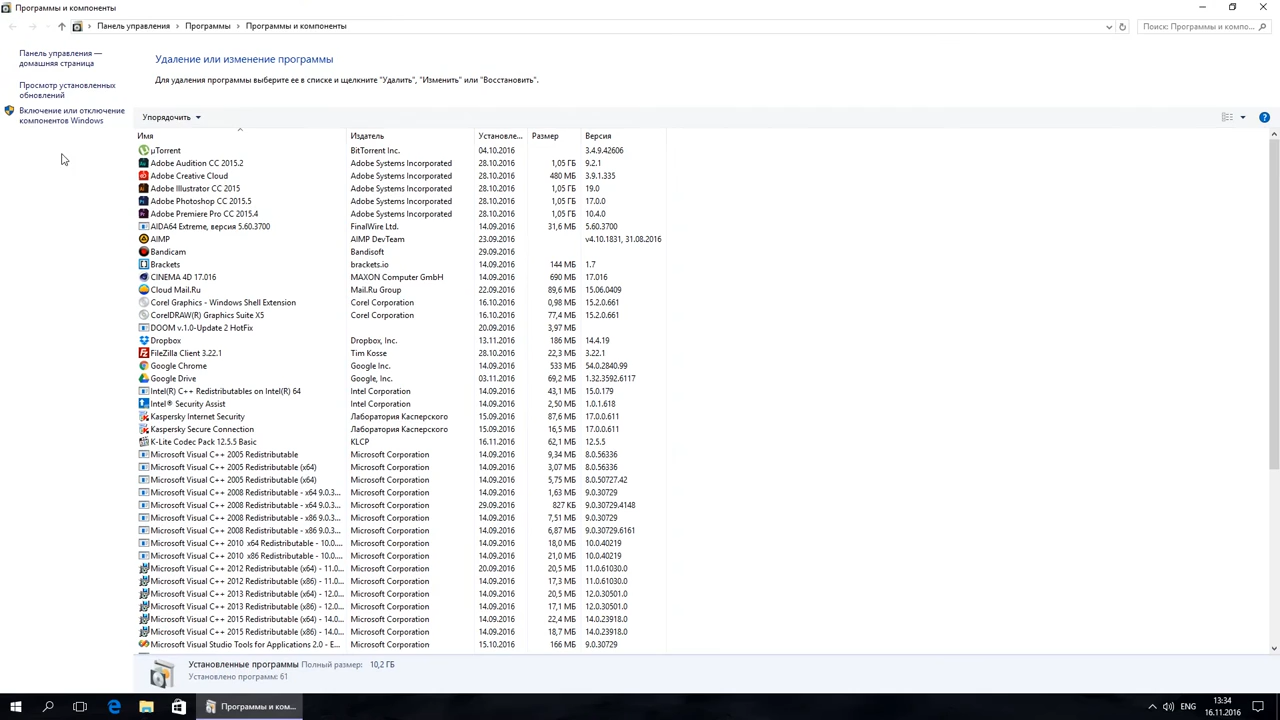 Программы и компоненты
Панель управления Программы Программы и компоненты
Поиск: Программы и компо...
Панель управления —
домашняя страница
Просмотр установленных
обновлений
Включение или отключение
компонентов Windows
Удаление или изменение программы
Для удаления программы выберите ее в списке и щелкните "Удалить", "Изменить" или "Восстановить".
Упорядочить
Имя Издатель Установле... Размер Версия
µTorrent BitTorrent Inc. 04.10.2016 3.4.9.42606
Adobe Audition CC 2015.2 Adobe Systems Incorporated 28.10.2016 1,05 ГБ 9.2.1
Adobe Creative Cloud Adobe Systems Incorporated 28.10.2016 480 МБ 3.9.1.335
Adobe Illustrator CC 2015 Adobe Systems Incorporated 28.10.2016 1,05 ГБ 19.0
Adobe Photoshop CC 2015.5 Adobe Systems Incorporated 28.10.2016 1,05 ГБ 17.0.0
Adobe Premiere Pro CC 2015.4 Adobe Systems Incorporated 28.10.2016 1,05 ГБ 10.4.0
AIDA64 Extreme, версия 5.60.3700 FinalWire Ltd. 14.09.2016 31,6 МБ 5.60.3700
AIMP AIMP DevTeam 23.09.2016 v4.10.1831, 31.08.2016
Bandicam Bandisoft 29.09.2016
Brackets brackets.io 14.09.2016 144 МБ 1.7
CINEMA 4D 17.016 MAXON Computer GmbH 14.09.2016 690 МБ 17.016
Cloud Mail.Ru Mail.Ru Group 22.09.2016 89,6 МБ 15.06.0409
Corel Graphics - Windows Shell Extension Corel Corporation 16.10.2016 0,98 МБ 15.2.0.661
CorelDRAW(R) Graphics Suite X5 Corel Corporation 16.10.2016 77,4 МБ 15.2.0.661
DOOM v.1.0-Update 2 HotFix 20.09.2016 3,97 МБ
Dropbox Dropbox, Inc. 13.11.2016 186 МБ 14.4.19
FileZilla Client 3.22.1 Tim Kosse 28.10.2016 22,3 МБ 3.22.1
Google Chrome Google Inc. 14.09.2016 533 МБ 54.0.2840.99
Google Drive Google, Inc. 03.11.2016 69,2 МБ 1.32.3592.6117
Intel(R) C++ Redistributables on Intel(R) 64 Intel Corporation 14.09.2016 43,1 МБ 15.0.179
Intel® Security Assist Intel Corporation 14.09.2016 2,50 МБ 1.0.1.618
Kaspersky Internet Security Лаборатория Касперского 15.09.2016 87,6 МБ 17.0.0.611
Kaspersky Secure Connection Лаборатория Касперского 15.09.2016 16,5 МБ 17.0.0.611
K-Lite Codec Pack 12.5.5 Basic KLCP 16.11.2016 62,1 МБ 12.5.5
Microsoft Visual C++ 2005 Redistributable Microsoft Corporation 14.09.2016 9,34 МБ 8.0.56336
Microsoft Visual C++ 2005 Redistributable (x64) Microsoft Corporation 14.09.2016 3,07 МБ 8.0.56336
Microsoft Visual C++ 2005 Redistributable (x64) Microsoft Corporation 14.09.2016 5,75 МБ 8.0.50727.42
Microsoft Visual C++ 2008 Redistributable - x64 9.0.3... Microsoft Corporation 14.09.2016 1,63 МБ 9.0.30729
Microsoft Visual C++ 2008 Redistributable - x64 9.0.3... Microsoft Corporation 29.09.2016 827 КБ 9.0.30729.4148
Microsoft Visual C++ 2008 Redistributable - x86 9.0.3... Microsoft Corporation 14.09.2016 7,51 МБ 9.0.30729
Microsoft Visual C++ 2008 Redistributable - x86 9.0.3... Microsoft Corporation 14.09.2016 6,87 МБ 9.0.30729.6161
Microsoft Visual C++ 2010 x64 Redistributable - 10.0.... Microsoft Corporation 14.09.2016 18,0 МБ 10.0.40219
Microsoft Visual C++ 2010 x86 Redistributable - 10.0.... Microsoft Corporation 14.09.2016 21,0 МБ 10.0.40219
Microsoft Visual C++ 2012 Redistributable (x64) - 11.0... Microsoft Corporation 20.09.2016 20,5 МБ 11.0.61030.0
Microsoft Visual C++ 2012 Redistributable (x86) - 11.0... Microsoft Corporation 14.09.2016 17,3 МБ 11.0.61030.0
Microsoft Visual C++ 2013 Redistributable (x64) - 12.0... Microsoft Corporation 14.09.2016 20,5 МБ 12.0.30501.0
Microsoft Visual C++ 2013 Redistributable (x86) - 12.0... Microsoft Corporation 14.09.2016 17,1 МБ 12.0.30501.0
Microsoft Visual C++ 2015 Redistributable (x64) - 14.0... Microsoft Corporation 14.09.2016 22,4 МБ 14.0.23918.0
Microsoft Visual C++ 2015 Redistributable (x86) - 14.0... Microsoft Corporation 14.09.2016 18,7 МБ 14.0.23918.0
Microsoft Visual Studio Tools for Applications 2.0 - E... Microsoft Corporation 15.10.2016 166 МБ 9.0.30729
Установленные программы Полный размер: 10,2 ГБ
Установлено программ: 61
Программы и ком...
ENG
13:34
16.11.2016